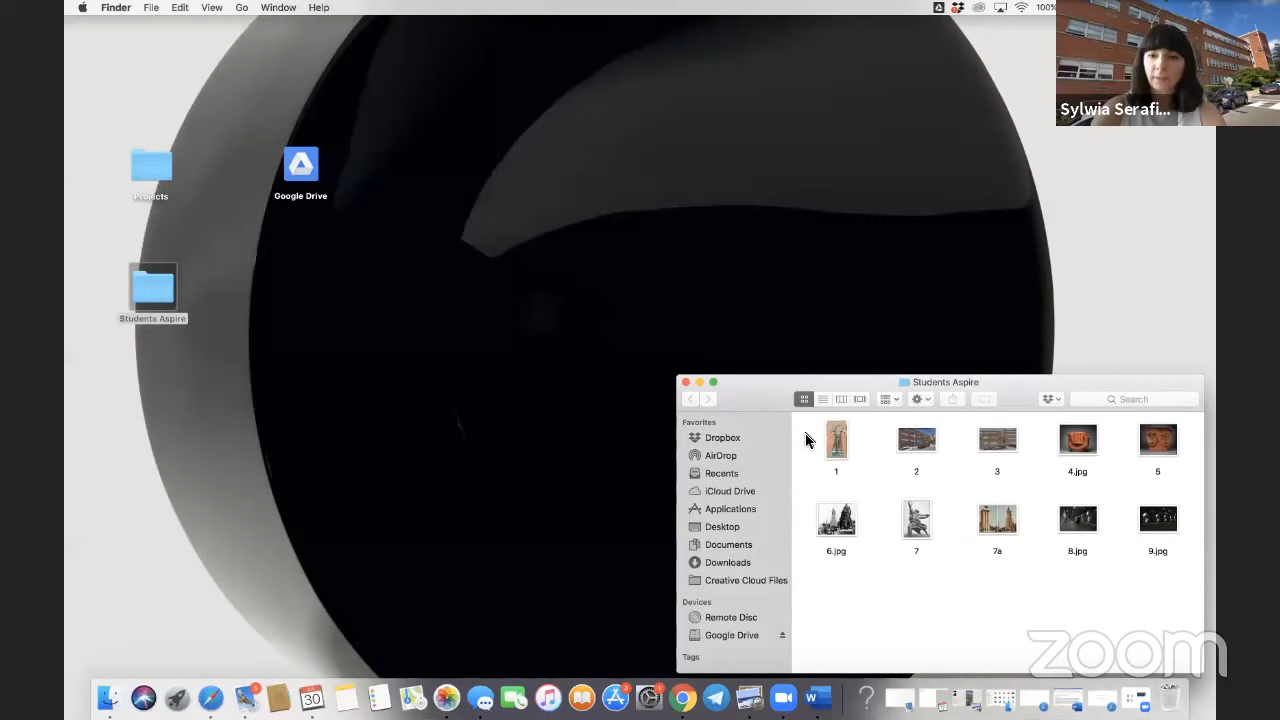 Finder File Edit View Go Window Help
100%
Sylwia Serafi...
Projects
Google Drive
Students Aspire
Students Aspire
Search
Favorites
Dropbox
AirDrop
Recents
iCloud Drive
Applications
Desktop
Documents
Downloads
Creative Cloud Files
Devices
Remote Disc
Google Drive
Tags
1 2 3 4.jpg 5
6.jpg 7 7a 8.jpg 9.jpg
zoom
30